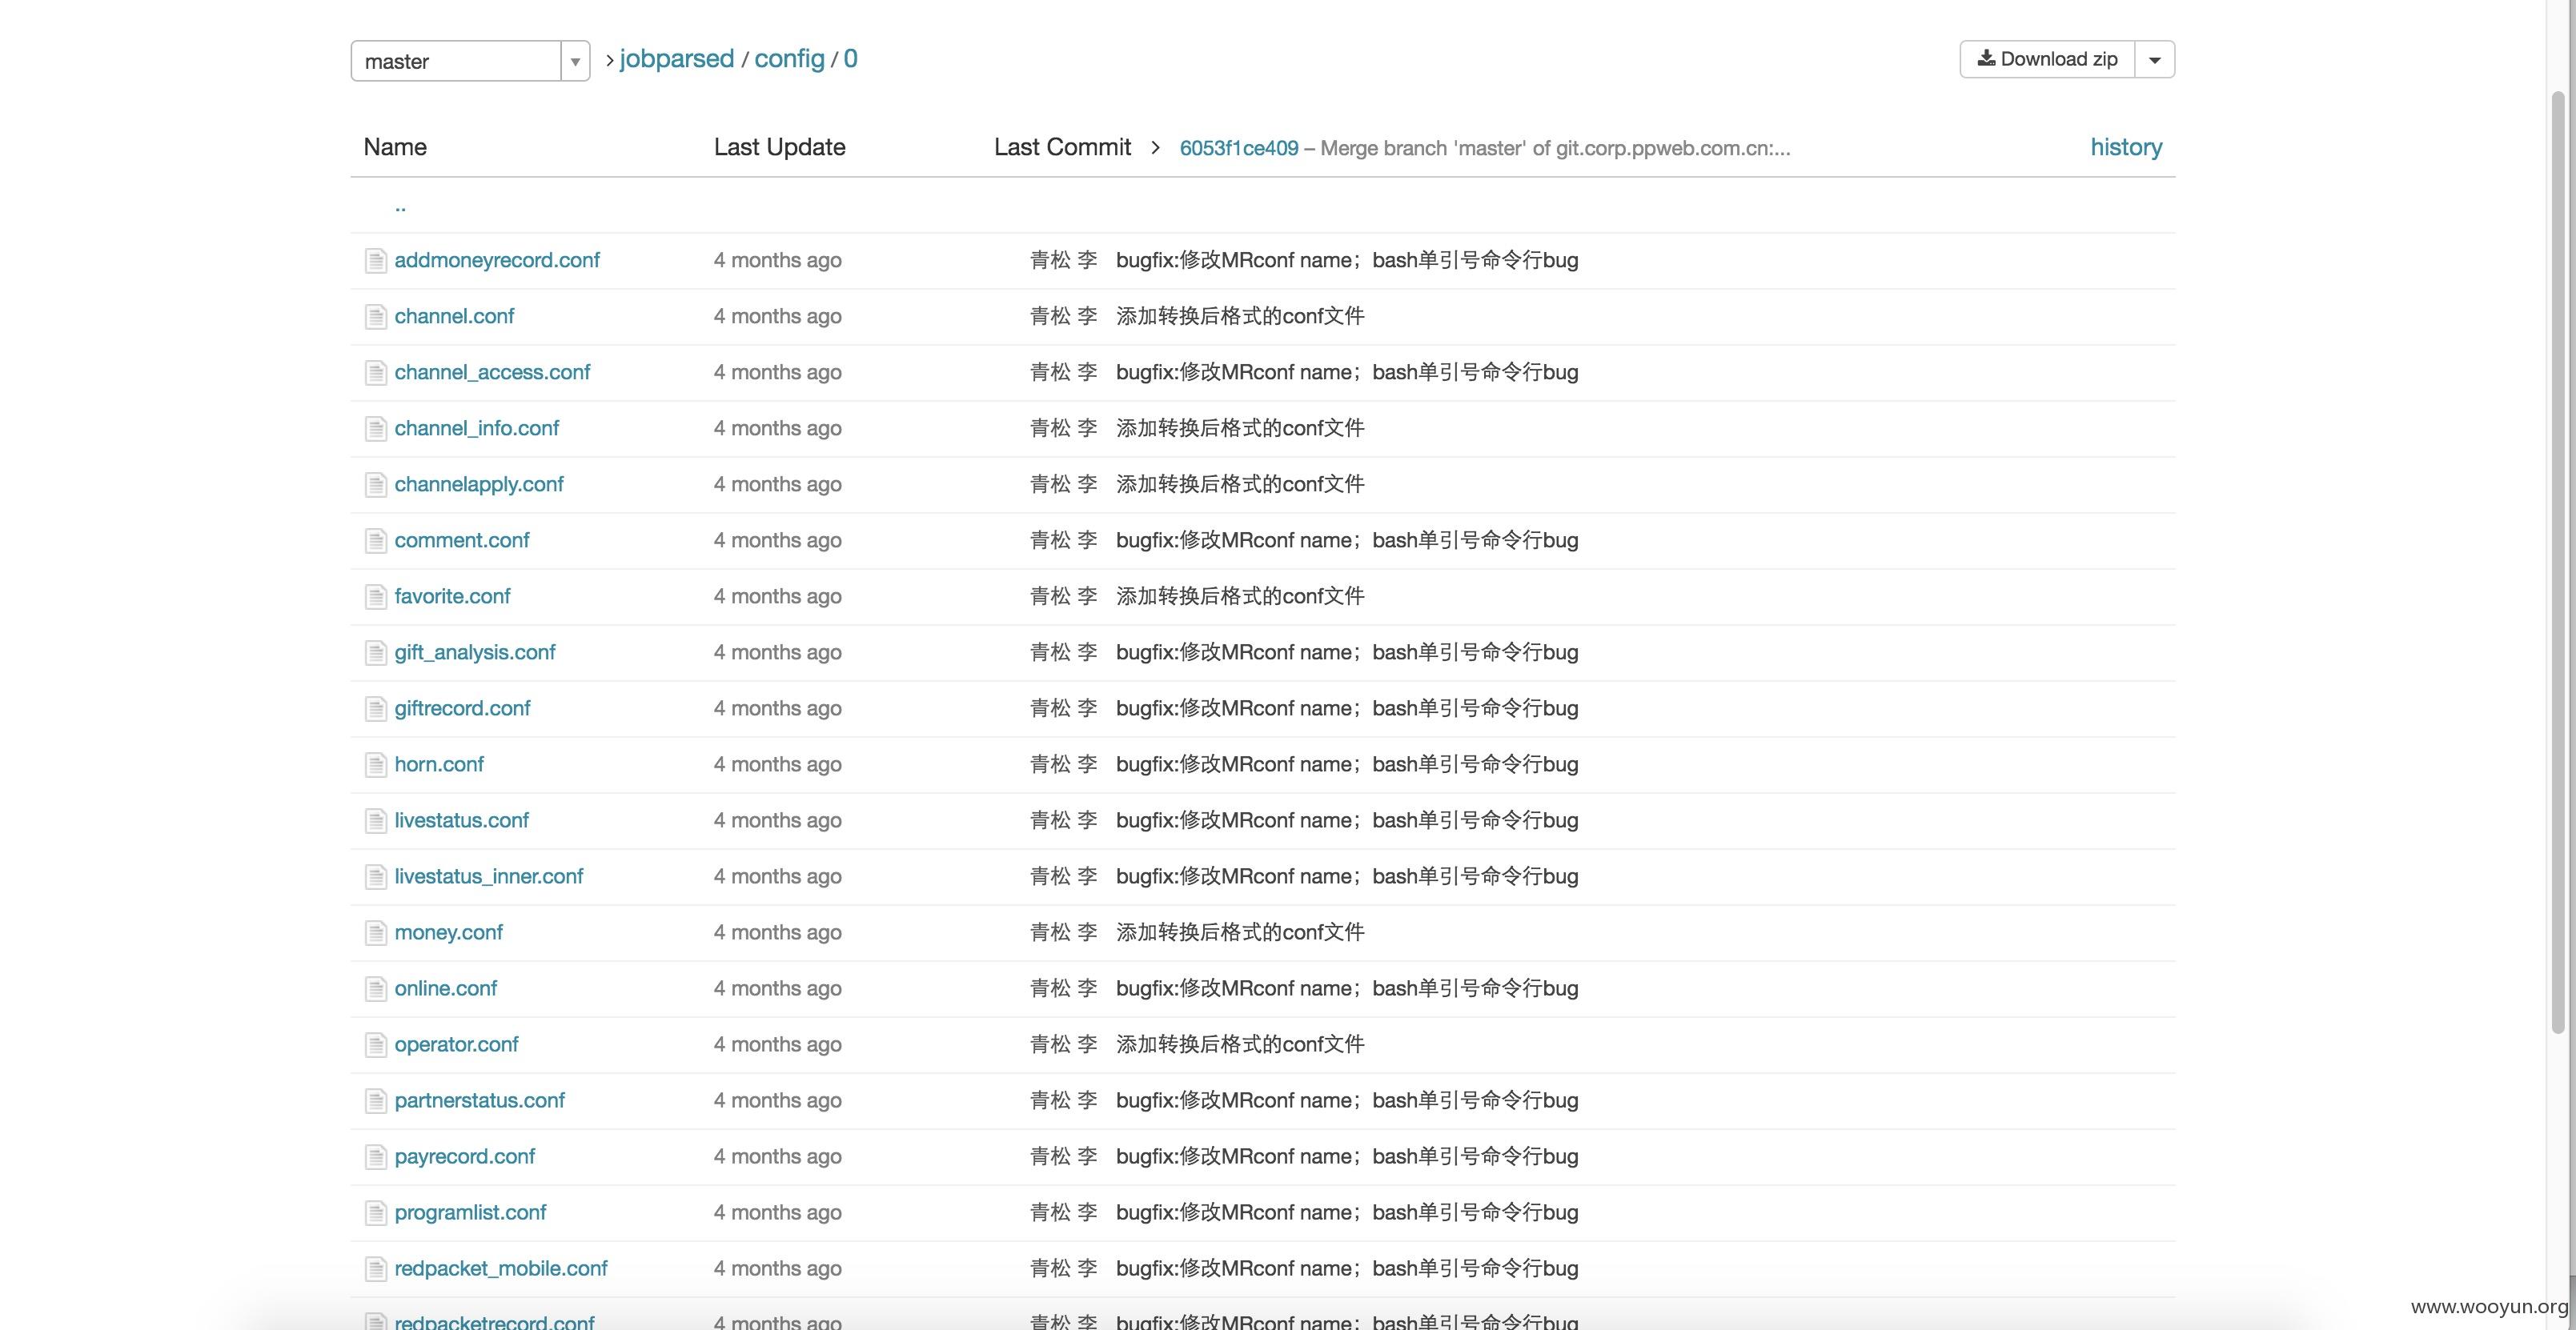 master ▼ › jobparsed / config / 0 Download zip
Name Last Update Last Commit › 6053f1ce409 – Merge branch 'master' of git.corp.ppweb.com.cn:... history
..
addmoneyrecord.conf 4 months ago 青松 李 bugfix:修改MRconf name；bash单引号命令行bug
channel.conf 4 months ago 青松 李 添加转换后格式的conf文件
channel_access.conf 4 months ago 青松 李 bugfix:修改MRconf name；bash单引号命令行bug
channel_info.conf 4 months ago 青松 李 添加转换后格式的conf文件
channelapply.conf 4 months ago 青松 李 添加转换后格式的conf文件
comment.conf 4 months ago 青松 李 bugfix:修改MRconf name；bash单引号命令行bug
favorite.conf 4 months ago 青松 李 添加转换后格式的conf文件
gift_analysis.conf 4 months ago 青松 李 bugfix:修改MRconf name；bash单引号命令行bug
giftrecord.conf 4 months ago 青松 李 bugfix:修改MRconf name；bash单引号命令行bug
horn.conf 4 months ago 青松 李 bugfix:修改MRconf name；bash单引号命令行bug
livestatus.conf 4 months ago 青松 李 bugfix:修改MRconf name；bash单引号命令行bug
livestatus_inner.conf 4 months ago 青松 李 bugfix:修改MRconf name；bash单引号命令行bug
money.conf 4 months ago 青松 李 添加转换后格式的conf文件
online.conf 4 months ago 青松 李 bugfix:修改MRconf name；bash单引号命令行bug
operator.conf 4 months ago 青松 李 添加转换后格式的conf文件
partnerstatus.conf 4 months ago 青松 李 bugfix:修改MRconf name；bash单引号命令行bug
payrecord.conf 4 months ago 青松 李 bugfix:修改MRconf name；bash单引号命令行bug
programlist.conf 4 months ago 青松 李 bugfix:修改MRconf name；bash单引号命令行bug
redpacket_mobile.conf 4 months ago 青松 李 bugfix:修改MRconf name；bash单引号命令行bug
redpacketrecord.conf 4 months ago 青松 李 bugfix:修改MRconf name；bash单引号命令行bug
www.wooyun.org